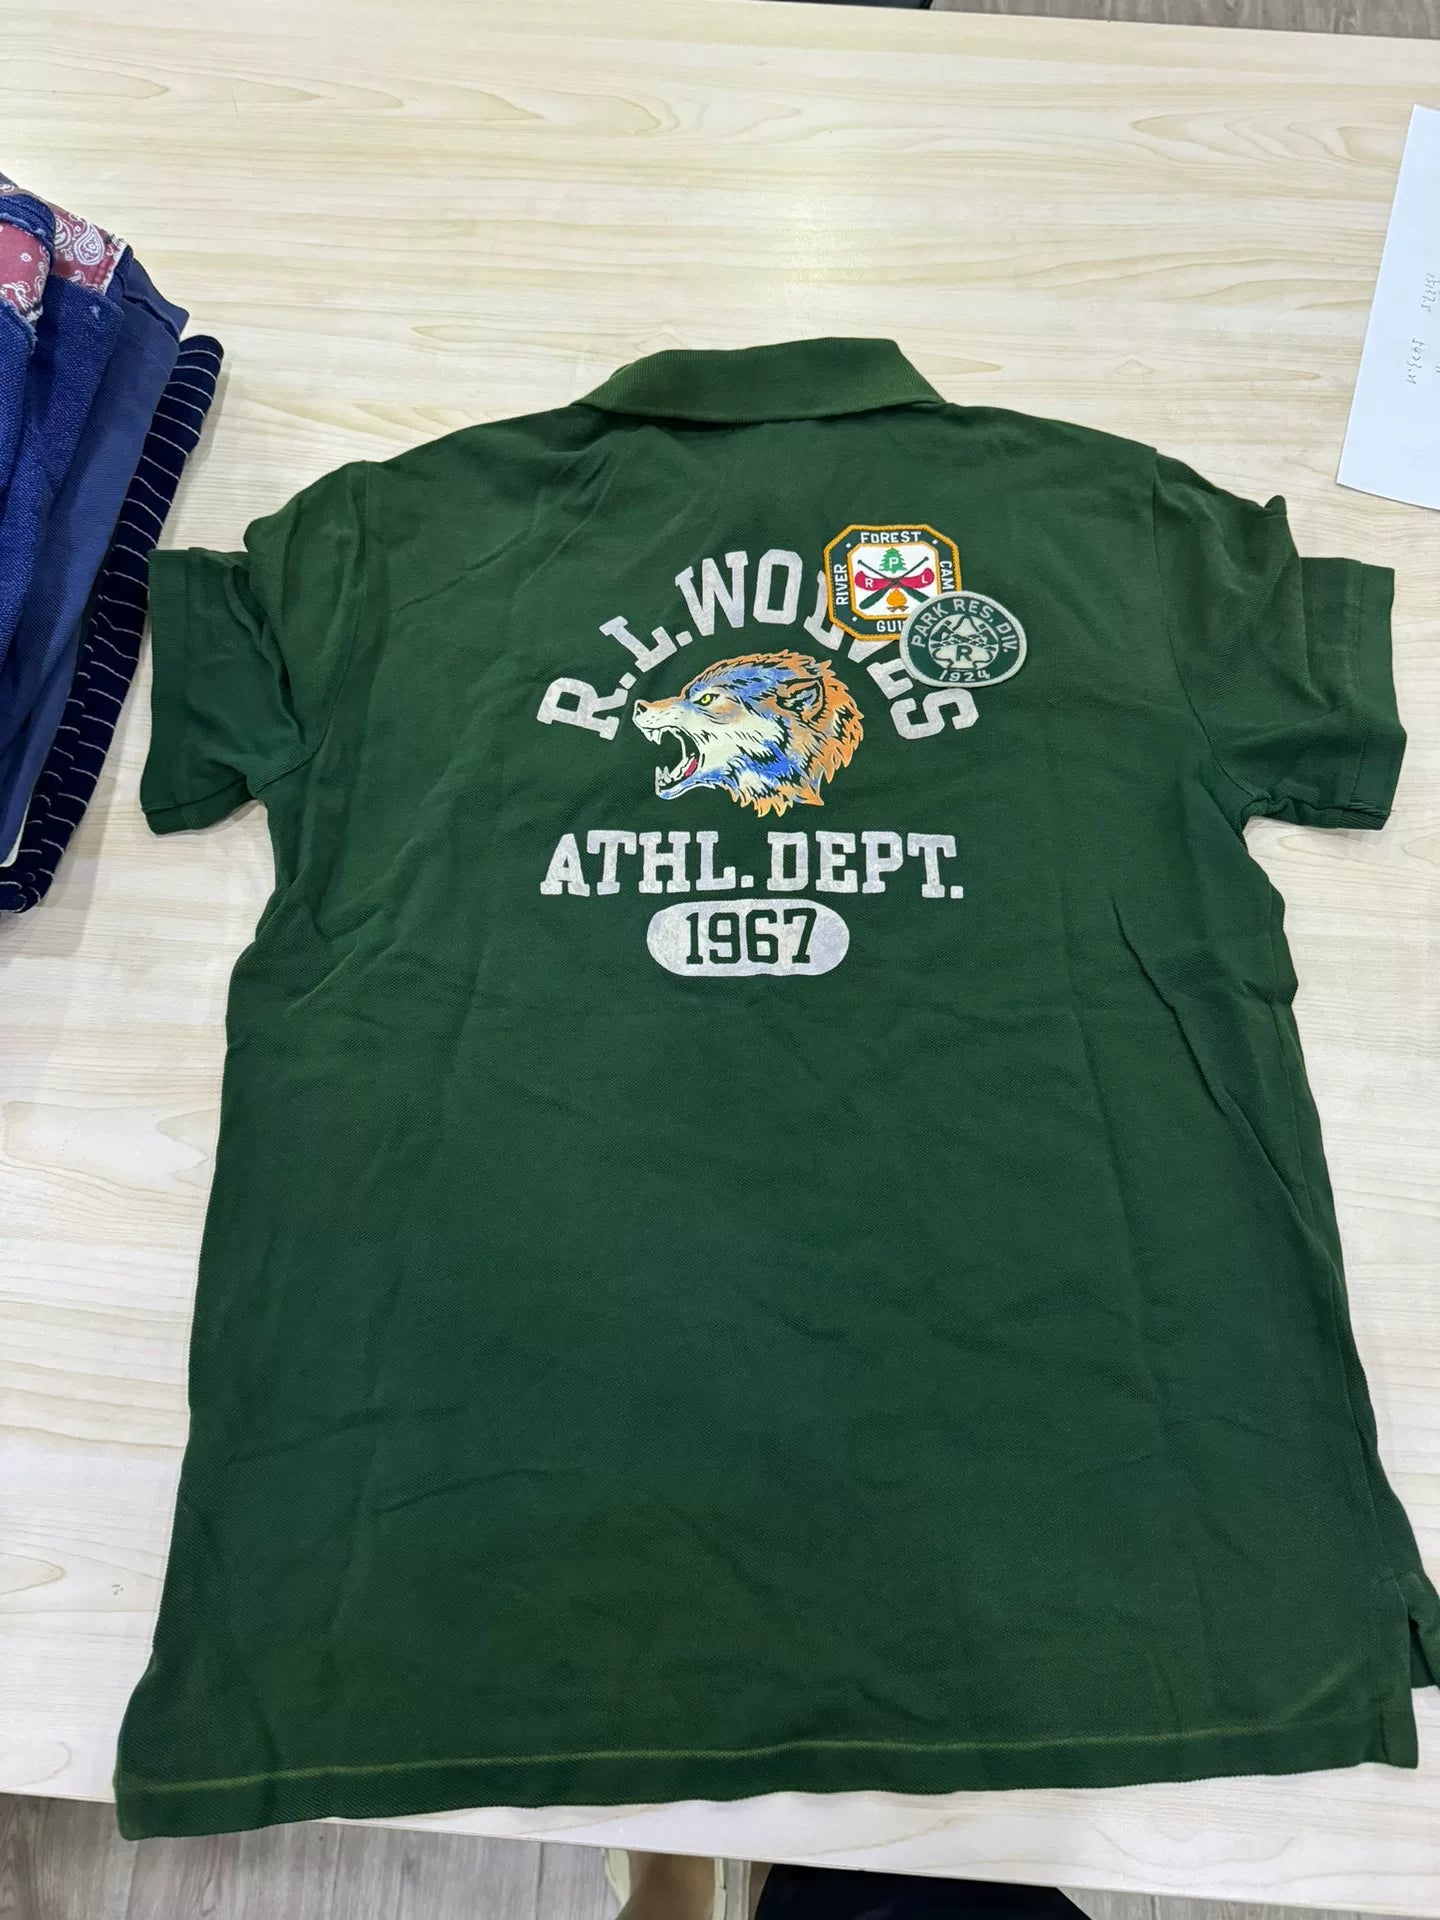 FOREST
RIVER
CAM
GUI
P
R L
PARK RES. DIV.
R
1924
R.L.WOLVES
ATHL. DEPT.
1967